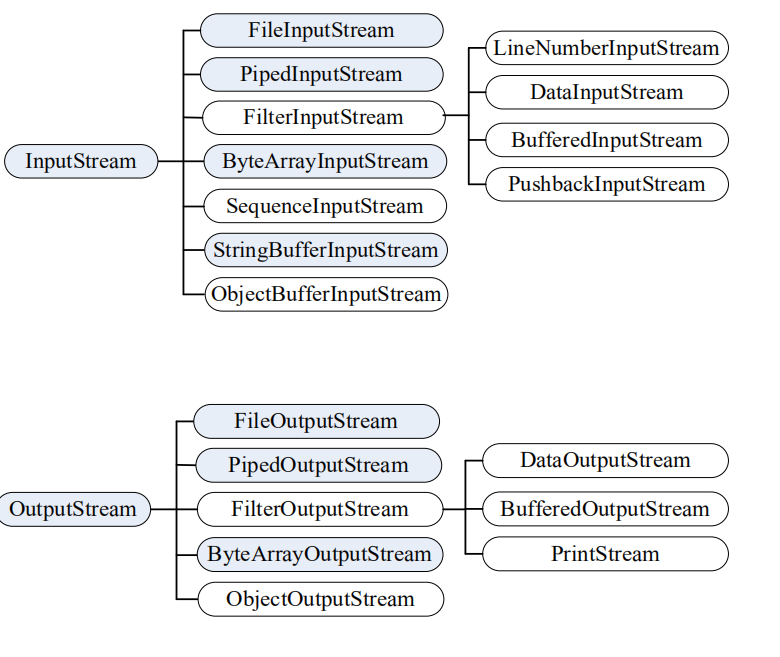 FileInputStream
PipedInputStream
FilterInputStream
InputStream
ByteArrayInputStream
SequenceInputStream
StringBufferInputStream
ObjectBufferInputStream
LineNumberInputStream
DataInputStream
BufferedInputStream
PushbackInputStream
FileOutputStream
PipedOutputStream
OutputStream
FilterOutputStream
ByteArrayOutputStream
ObjectOutputStream
DataOutputStream
BufferedOutputStream
PrintStream